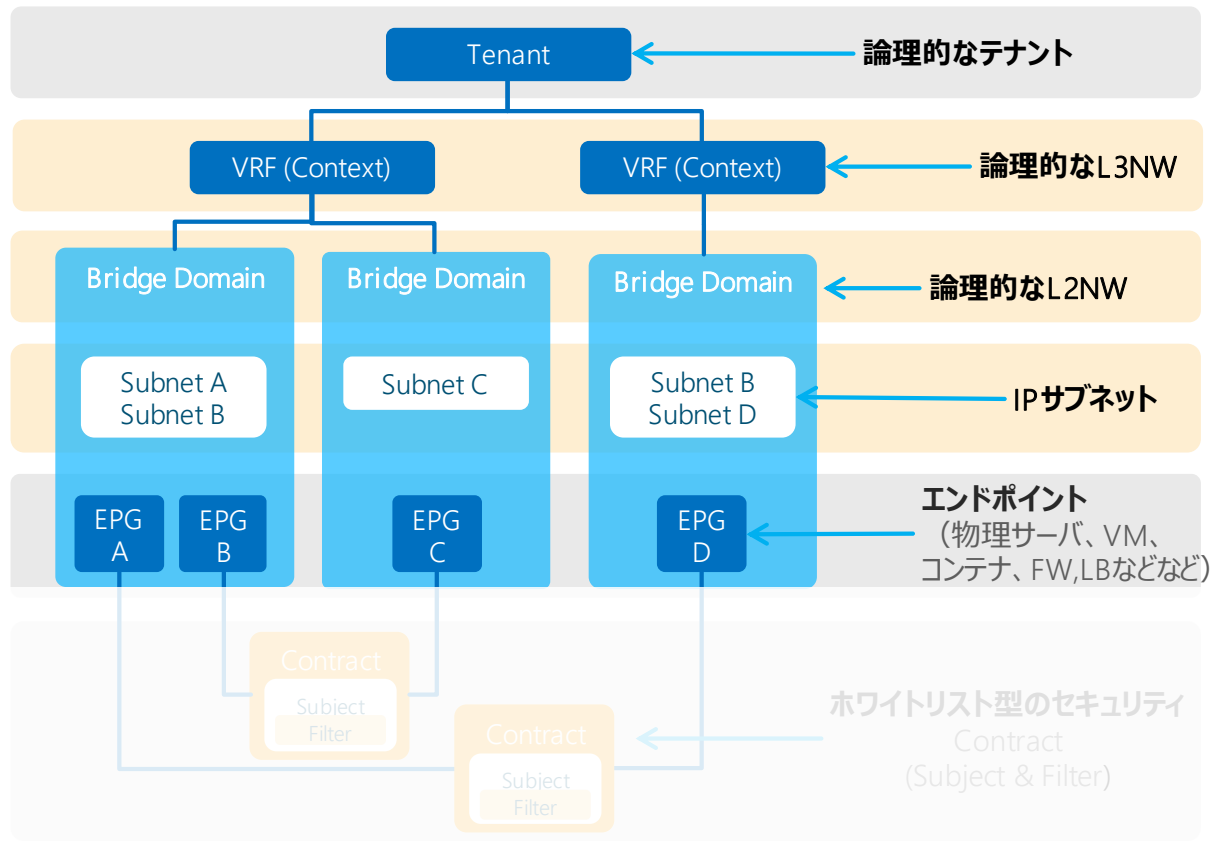 Tenant
論理的なテナント
VRF (Context)
VRF (Context)
論理的なL3NW
Bridge Domain
Bridge Domain
Bridge Domain
論理的なL2NW
Subnet A
Subnet B
Subnet C
Subnet B
Subnet D
IPサブネット
EPG
A
EPG
B
EPG
C
EPG
D
エンドポイント
（物理サーバ、VM、
コンテナ、FW,LBなどなど）
Contract
Subject
Filter
Contract
Subject
Filter
ホワイトリスト型のセキュリティ
Contract
(Subject & Filter)